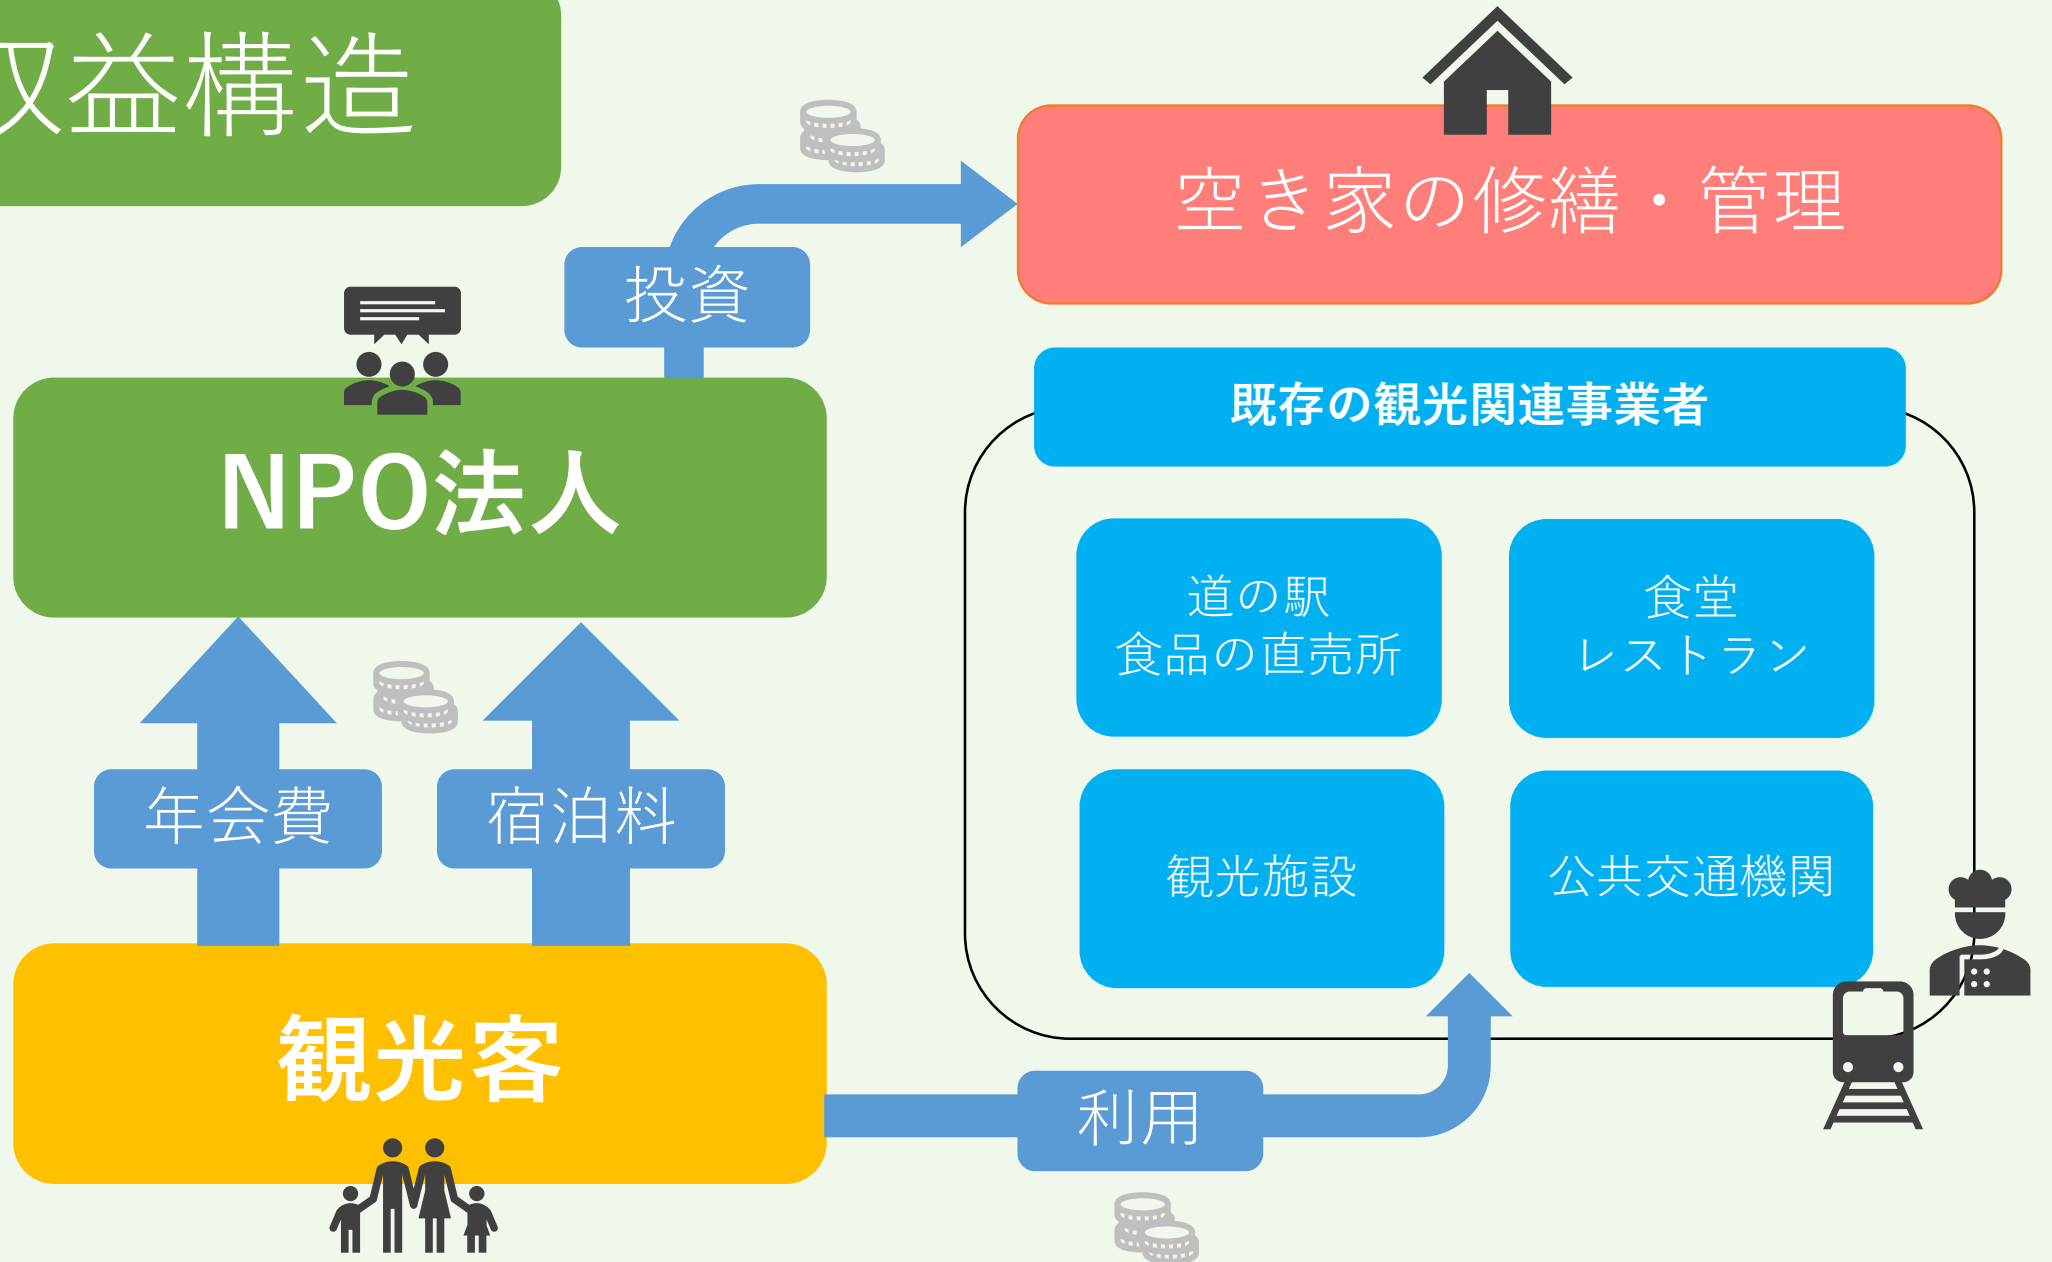 収益構造
空き家の修繕・管理
投資
既存の観光関連事業者
NPO法人
道の駅
食品の直売所
食堂
レストラン
年会費
宿泊料
観光施設
公共交通機関
観光客
利用